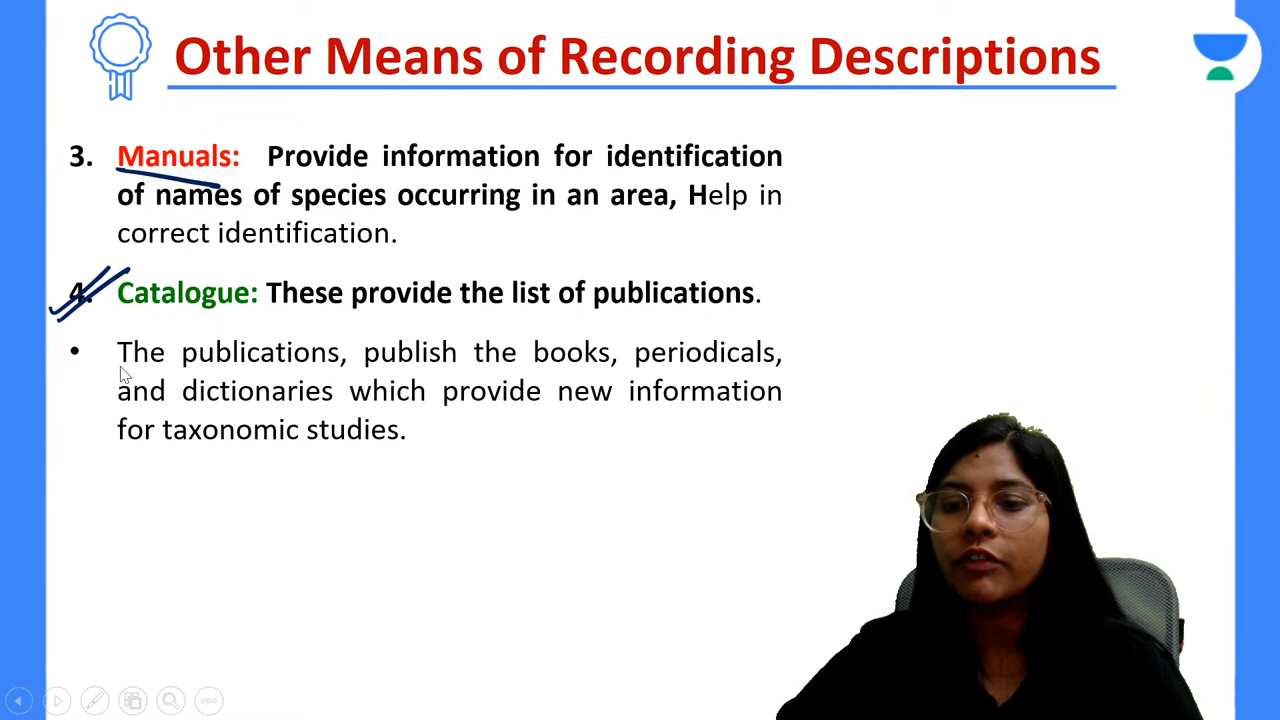 Other Means of Recording Descriptions
3. Manuals: Provide information for identification
of names of species occurring in an area, Help in
correct identification.
4. Catalogue: These provide the list of publications.
• The publications, publish the books, periodicals,
and dictionaries which provide new information
for taxonomic studies.